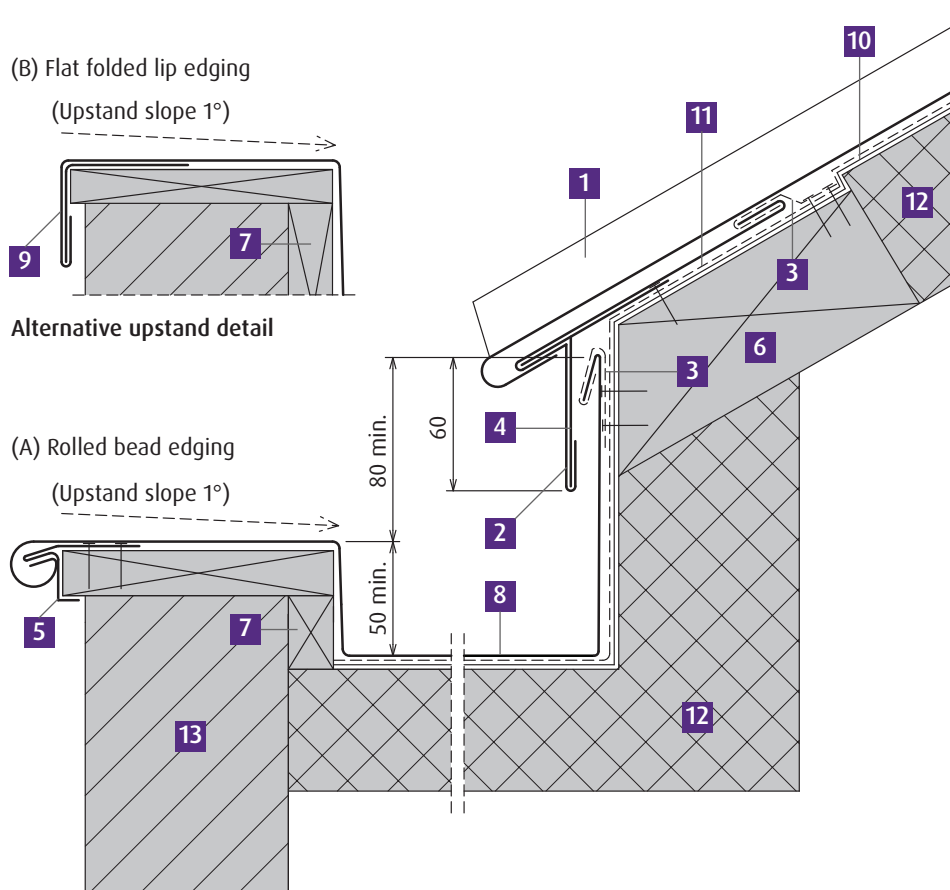 (B) Flat folded lip edging
(Upstand slope 1°)
10
11
1
12
7
9
3
Alternative upstand detail
6
3
4
60
80 min.
(A) Rolled bead edging
(Upstand slope 1°)
2
8
50 min.
5
7
13
12